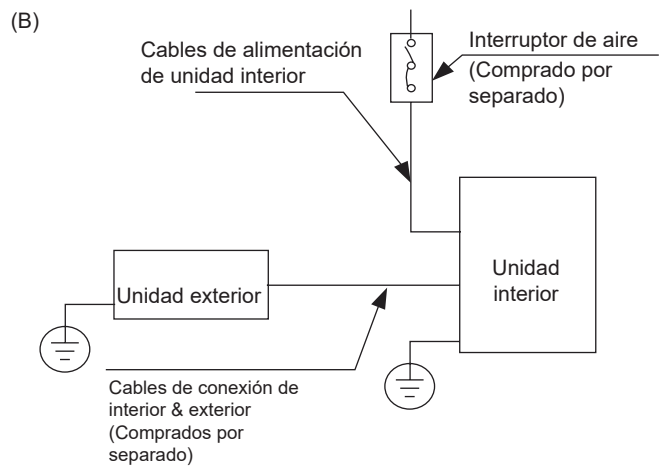 (B)
Cables de alimentación
de unidad interior
Interruptor de aire
(Comprado por
separado)
Unidad exterior
Unidad
interior
Cables de conexión de
interior & exterior
(Comprados por
separado)